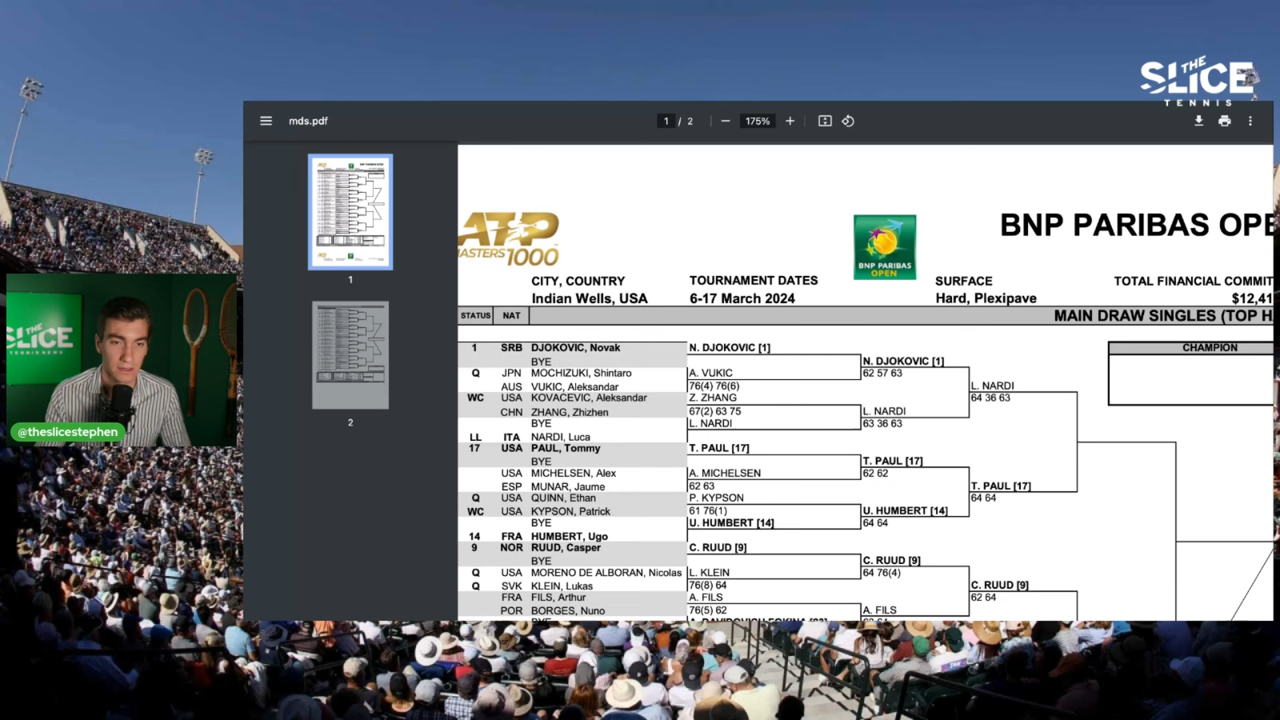 THE
SLICE
TENNIS
mds.pdf
1 / 2 175%
1
2
THE
SLICE
TENNIS NEWS
@theslicestephen
ATP
MASTERS 1000
BNP PARIBAS
OPEN
BNP PARIBAS OPE
CITY, COUNTRY TOURNAMENT DATES SURFACE TOTAL FINANCIAL COMMIT
Indian Wells, USA 6-17 March 2024 Hard, Plexipave $12,41
STATUS NAT MAIN DRAW SINGLES (TOP H
CHAMPION
1 SRB DJOKOVIC, Novak N. DJOKOVIC [1]
BYE N. DJOKOVIC [1]
Q JPN MOCHIZUKI, Shintaro A. VUKIC 62 57 63
AUS VUKIC, Aleksandar 76(4) 76(6) L. NARDI
WC USA KOVACEVIC, Aleksandar Z. ZHANG 64 36 63
CHN ZHANG, Zhizhen 67(2) 63 75 L. NARDI
BYE L. NARDI 63 36 63
LL ITA NARDI, Luca
17 USA PAUL, Tommy T. PAUL [17]
BYE T. PAUL [17]
USA MICHELSEN, Alex A. MICHELSEN 62 62
ESP MUNAR, Jaume 62 63 T. PAUL [17]
Q USA QUINN, Ethan P. KYPSON 64 64
WC USA KYPSON, Patrick 61 76(1) U. HUMBERT [14]
BYE U. HUMBERT [14] 64 64
14 FRA HUMBERT, Ugo
9 NOR RUUD, Casper C. RUUD [9]
BYE C. RUUD [9]
Q USA MORENO DE ALBORAN, Nicolas L. KLEIN 64 76(4)
Q SVK KLEIN, Lukas 76(8) 64 C. RUUD [9]
FRA FILS, Arthur A. FILS 62 64
POR BORGES, Nuno 76(5) 62 A. FILS